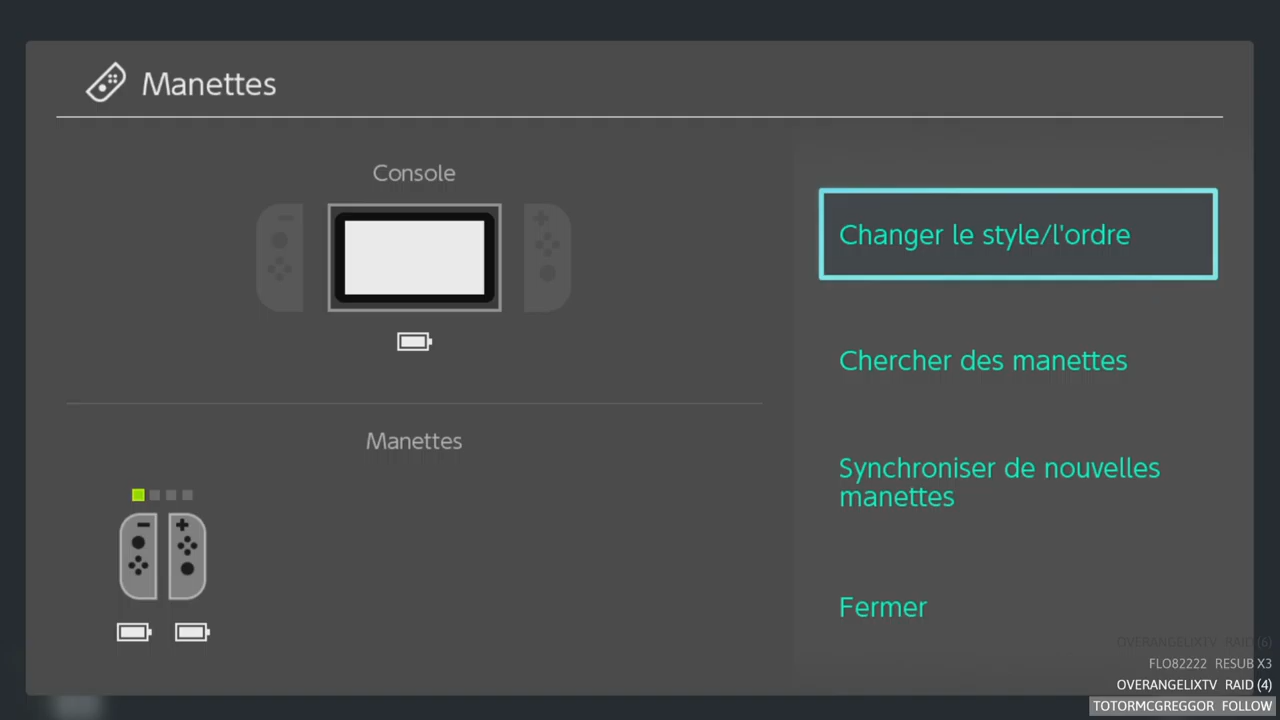 Manettes
Console
Changer le style/l'ordre
Chercher des manettes
Manettes
Synchroniser de nouvelles
manettes
Fermer
OVERANGELIXTV RAID (6)
FLO82222 RESUB X3
OVERANGELIXTV RAID (4)
TOTORMCGREGGOR FOLLOW